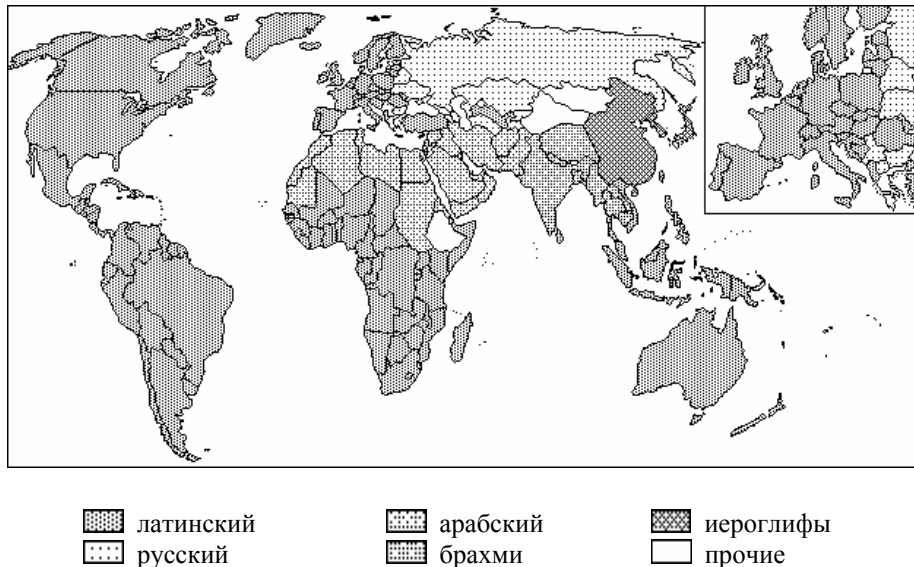 латинский арабский иероглифы
русский брахми прочие